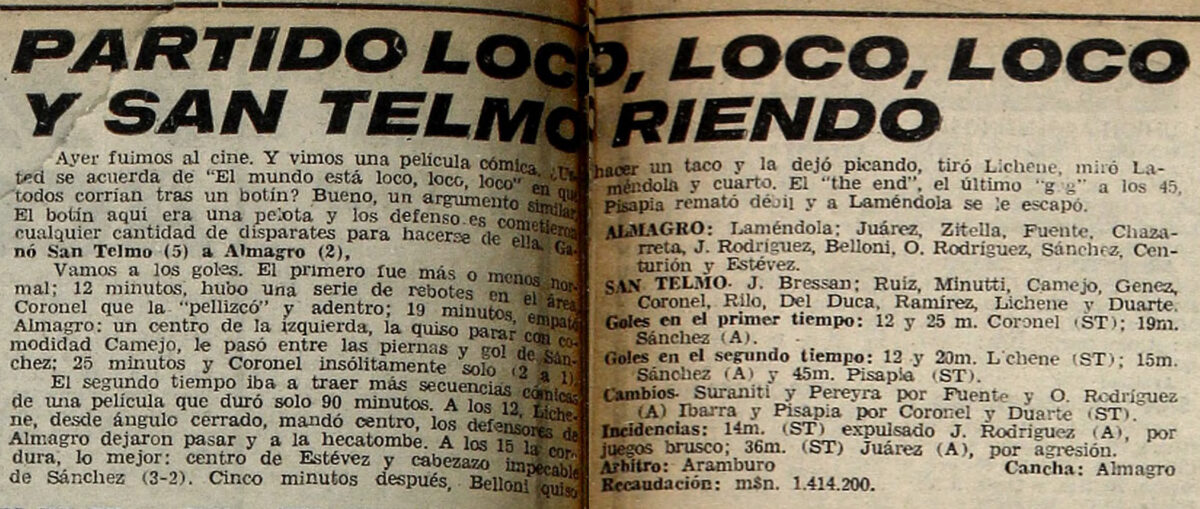 PARTIDO LOCO, LOCO, LOCO
Y SAN TELMO RIENDO
Ayer fuimos al cine. Y vimos una película cómica. ¿Us-
ted se acuerda de "El mundo está loco, loco, loco" en que
todos corrían tras un botín? Bueno, un argumento similar
El botín aquí era una pelota y los defensores cometieron
cualquier cantidad de disparates para hacerse de ella. Ga-
nó San Telmo (5) a Almagro (2),
Vamos a los goles. El primero fue más o menos nor-
mal; 12 minutos, hubo una serie de rebotes en el área
Coronel que la "pellizcó" y adentro; 19 minutos, empató
Almagro: un centro de la izquierda, la quiso parar con co-
modidad Camejo, le pasó entre las piernas y gol de Sán-
chez; 25 minutos y Coronel insólitamente solo (2 a 1).
El segundo tiempo iba a traer más secuencias cómicas
de una película que duró solo 90 minutos. A los 12, Liche-
ne, desde ángulo cerrado, mandó centro, los defensores de
Almagro dejaron pasar y a la hecatombe. A los 15 la cor-
dura, lo mejor: centro de Estévez y cabezazo impecable
de Sánchez (3-2). Cinco minutos después, Belloni quiso
hacer un taco y la dejó picando, tiró Lichene, miró La-
méndola y cuarto. El "the end", el último "g g" a los 45,
Pisapia remató débil y a Laméndola se le escapó.
ALMAGRO: Laméndola; Juárez, Zitella, Fuente, Chaza-
rreta, J. Rodríguez, Belloni, O. Rodríguez, Sánchez, Cen-
turión y Estévez.
SAN TELMO- J. Bressan; Ruiz, Minutti, Camejo, Genez,
Coronel, Rilo, Del Duca, Ramírez, Lichene y Duarte.
Goles en el primer tiempo: 12 y 25 m. Coronel (ST); 19m.
Sánchez (A).
Goles en el segundo tiempo: 12 y 20m. Lichene (ST); 15m.
Sánchez (A) y 45m. Pisapia (ST).
Cambios- Suraniti y Pereyra por Fuente y O. Rodríguez
(A) Ibarra y Pisapia por Coronel y Duarte (ST).
Incidencias: 14m. (ST) expulsado J. Rodríguez (A), por
juegos brusco; 36m. (ST) Juárez (A), por agresión.
Arbitro: Aramburo Cancha: Almagro
Recaudación: m$n. 1.414.200.